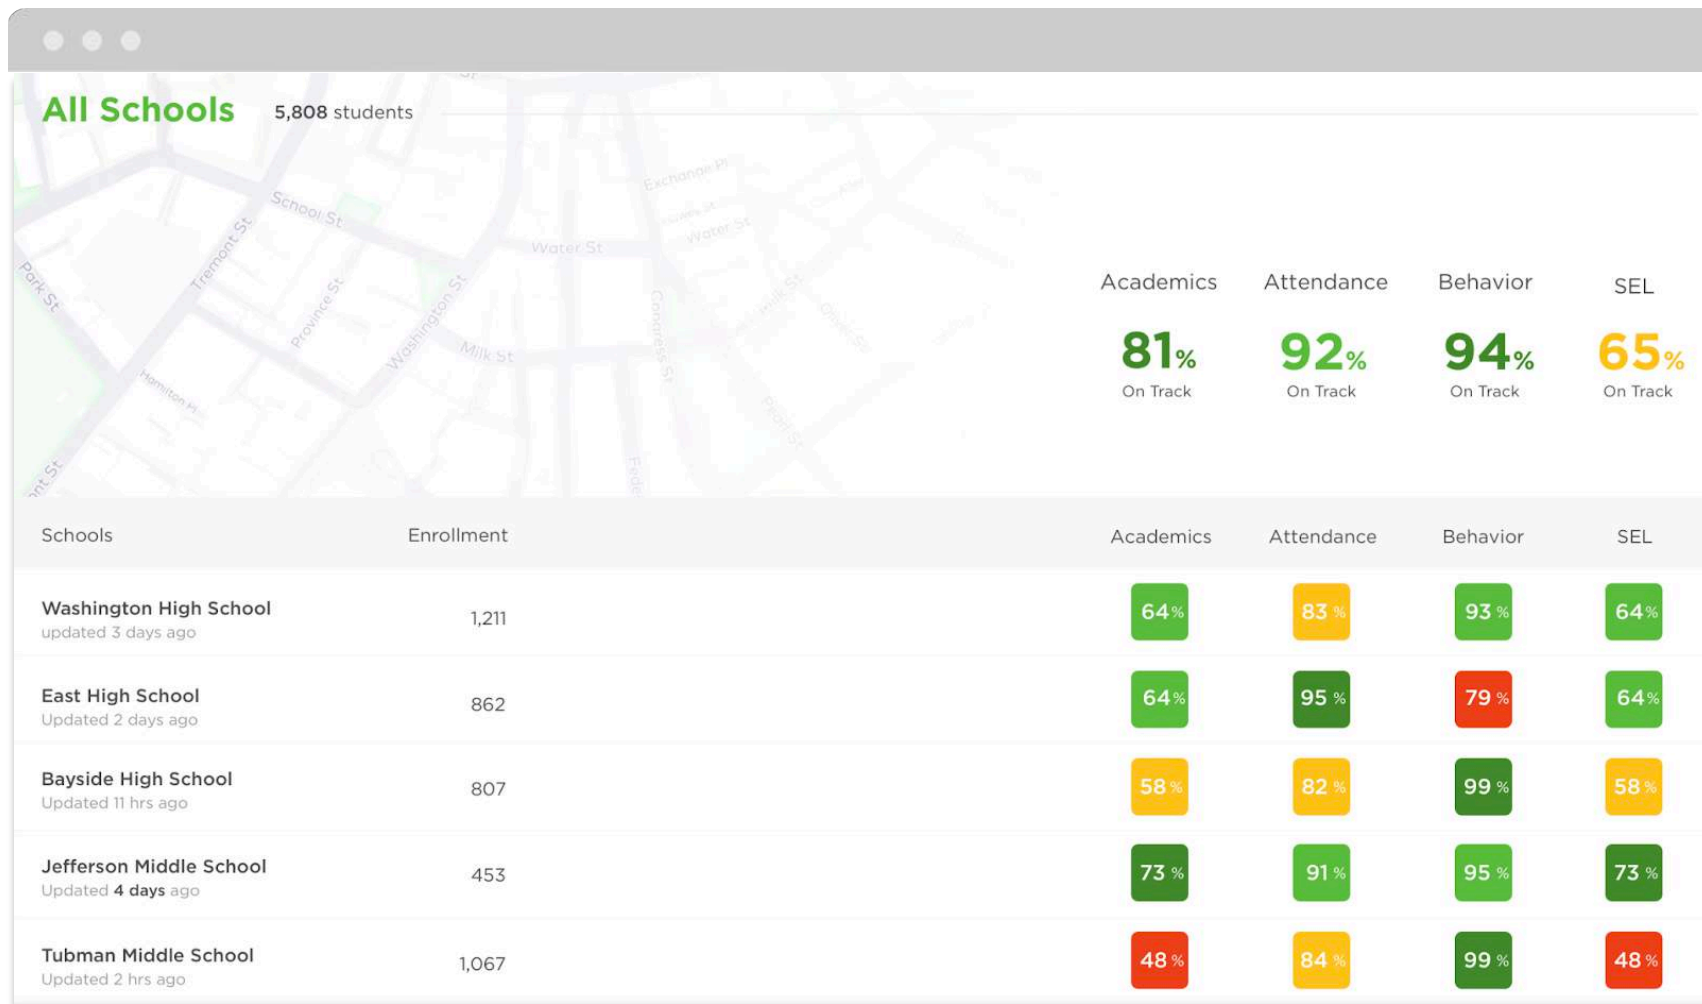 All Schools 5,808 students
Exchange Pl
School St
Water St
Water St
Tremont St
Park St
Province St
Washington St
Congress St
Milk St
Milk St
Hamilton Pl
Academics Attendance Behavior SEL
81% 92% 94% 65%
On Track On Track On Track On Track
Schools Enrollment Academics Attendance Behavior SEL
Washington High School 1,211 64% 83% 93% 64%
updated 3 days ago
East High School 862 64% 95% 79% 64%
Updated 2 days ago
Bayside High School 807 58% 82% 99% 58%
Updated 11 hrs ago
Jefferson Middle School 453 73% 91% 95% 73%
Updated 4 days ago
Tubman Middle School 1,067 48% 84% 99% 48%
Updated 2 hrs ago